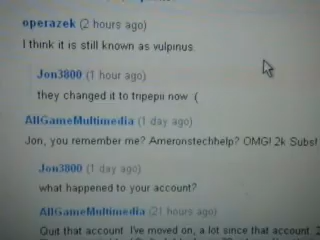 operazek (2 hours ago)
I think it is still known as vulpinus.
Jon3800 (1 hour ago)
they changed it to tripepii now :(
AllGameMultimedia (1 day ago)
Jon, you remember me? Ameronstechhelp? OMG! 2k Subs!
Jon3800 (1 day ago)
what happened to your account?
AllGameMultimedia (21 hours ago)
Quit that account. I've moved on, a lot since that account.